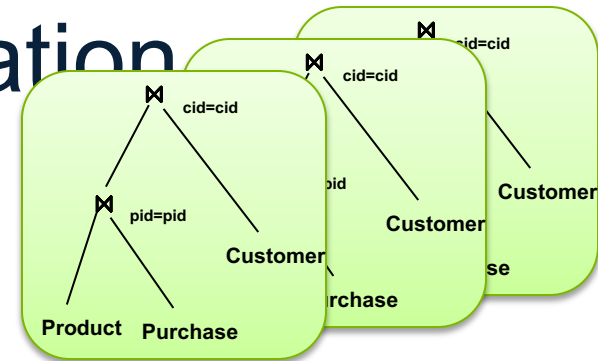 ation
⋈ cid=cid
⋈ pid=pid
Customer
Product Purchase
⋈ cid=cid
pid
Customer
rchase
⋈ cid=cid
Customer
se